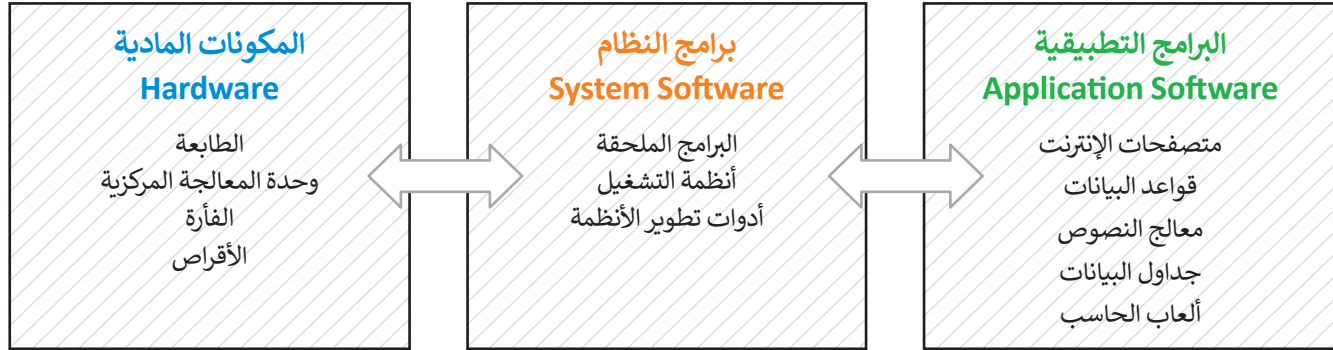 البرامج التطبيقية
Application Software
متصفحات الإنترنت
قواعد البيانات
معالج النصوص
جداول البيانات
ألعاب الحاسب
برامج النظام
System Software
البرامج الملحقة
أنظمة التشغيل
أدوات تطوير الأنظمة
المكونات المادية
Hardware
الطابعة
وحدة المعالجة المركزية
الفأرة
الأقراص